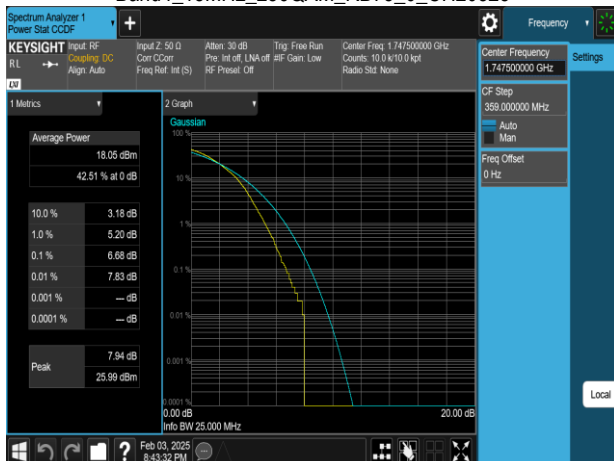 Spectrum Analyzer 1
Power Stat CCDF
Frequency
KEYSIGHT
RL
LXI
Input: RF
Coupling: DC
Align: Auto
Input Z: 50 Ω
Corr CCorr
Freq Ref: Int (S)
Atten: 30 dB
Pre: Int off, LNA off
RF Presel: Off
Trig: Free Run
#IF Gain: Low
Center Freq: 1.747500000 GHz
Counts: 10.0 k/10.0 kpt
Radio Std: None
Center Frequency
1.747500000 GHz
Settings
CF Step
359.000000 MHz
Auto
Man
Freq Offset
0 Hz
1 Metrics
Average Power
18.05 dBm
42.51 % at 0 dB
10.0 % 3.18 dB
1.0 % 5.20 dB
0.1 % 6.68 dB
0.01 % 7.83 dB
0.001 % --- dB
0.0001 % --- dB
Peak
7.94 dB
25.99 dBm
2 Graph
Gaussian
100 %
10 %
1 %
0.1 %
0.01 %
0.001 %
0.0001 %
0.00 dB 20.00 dB
Info BW 25.000 MHz
Local
?
Feb 03, 2025
8:43:32 PM